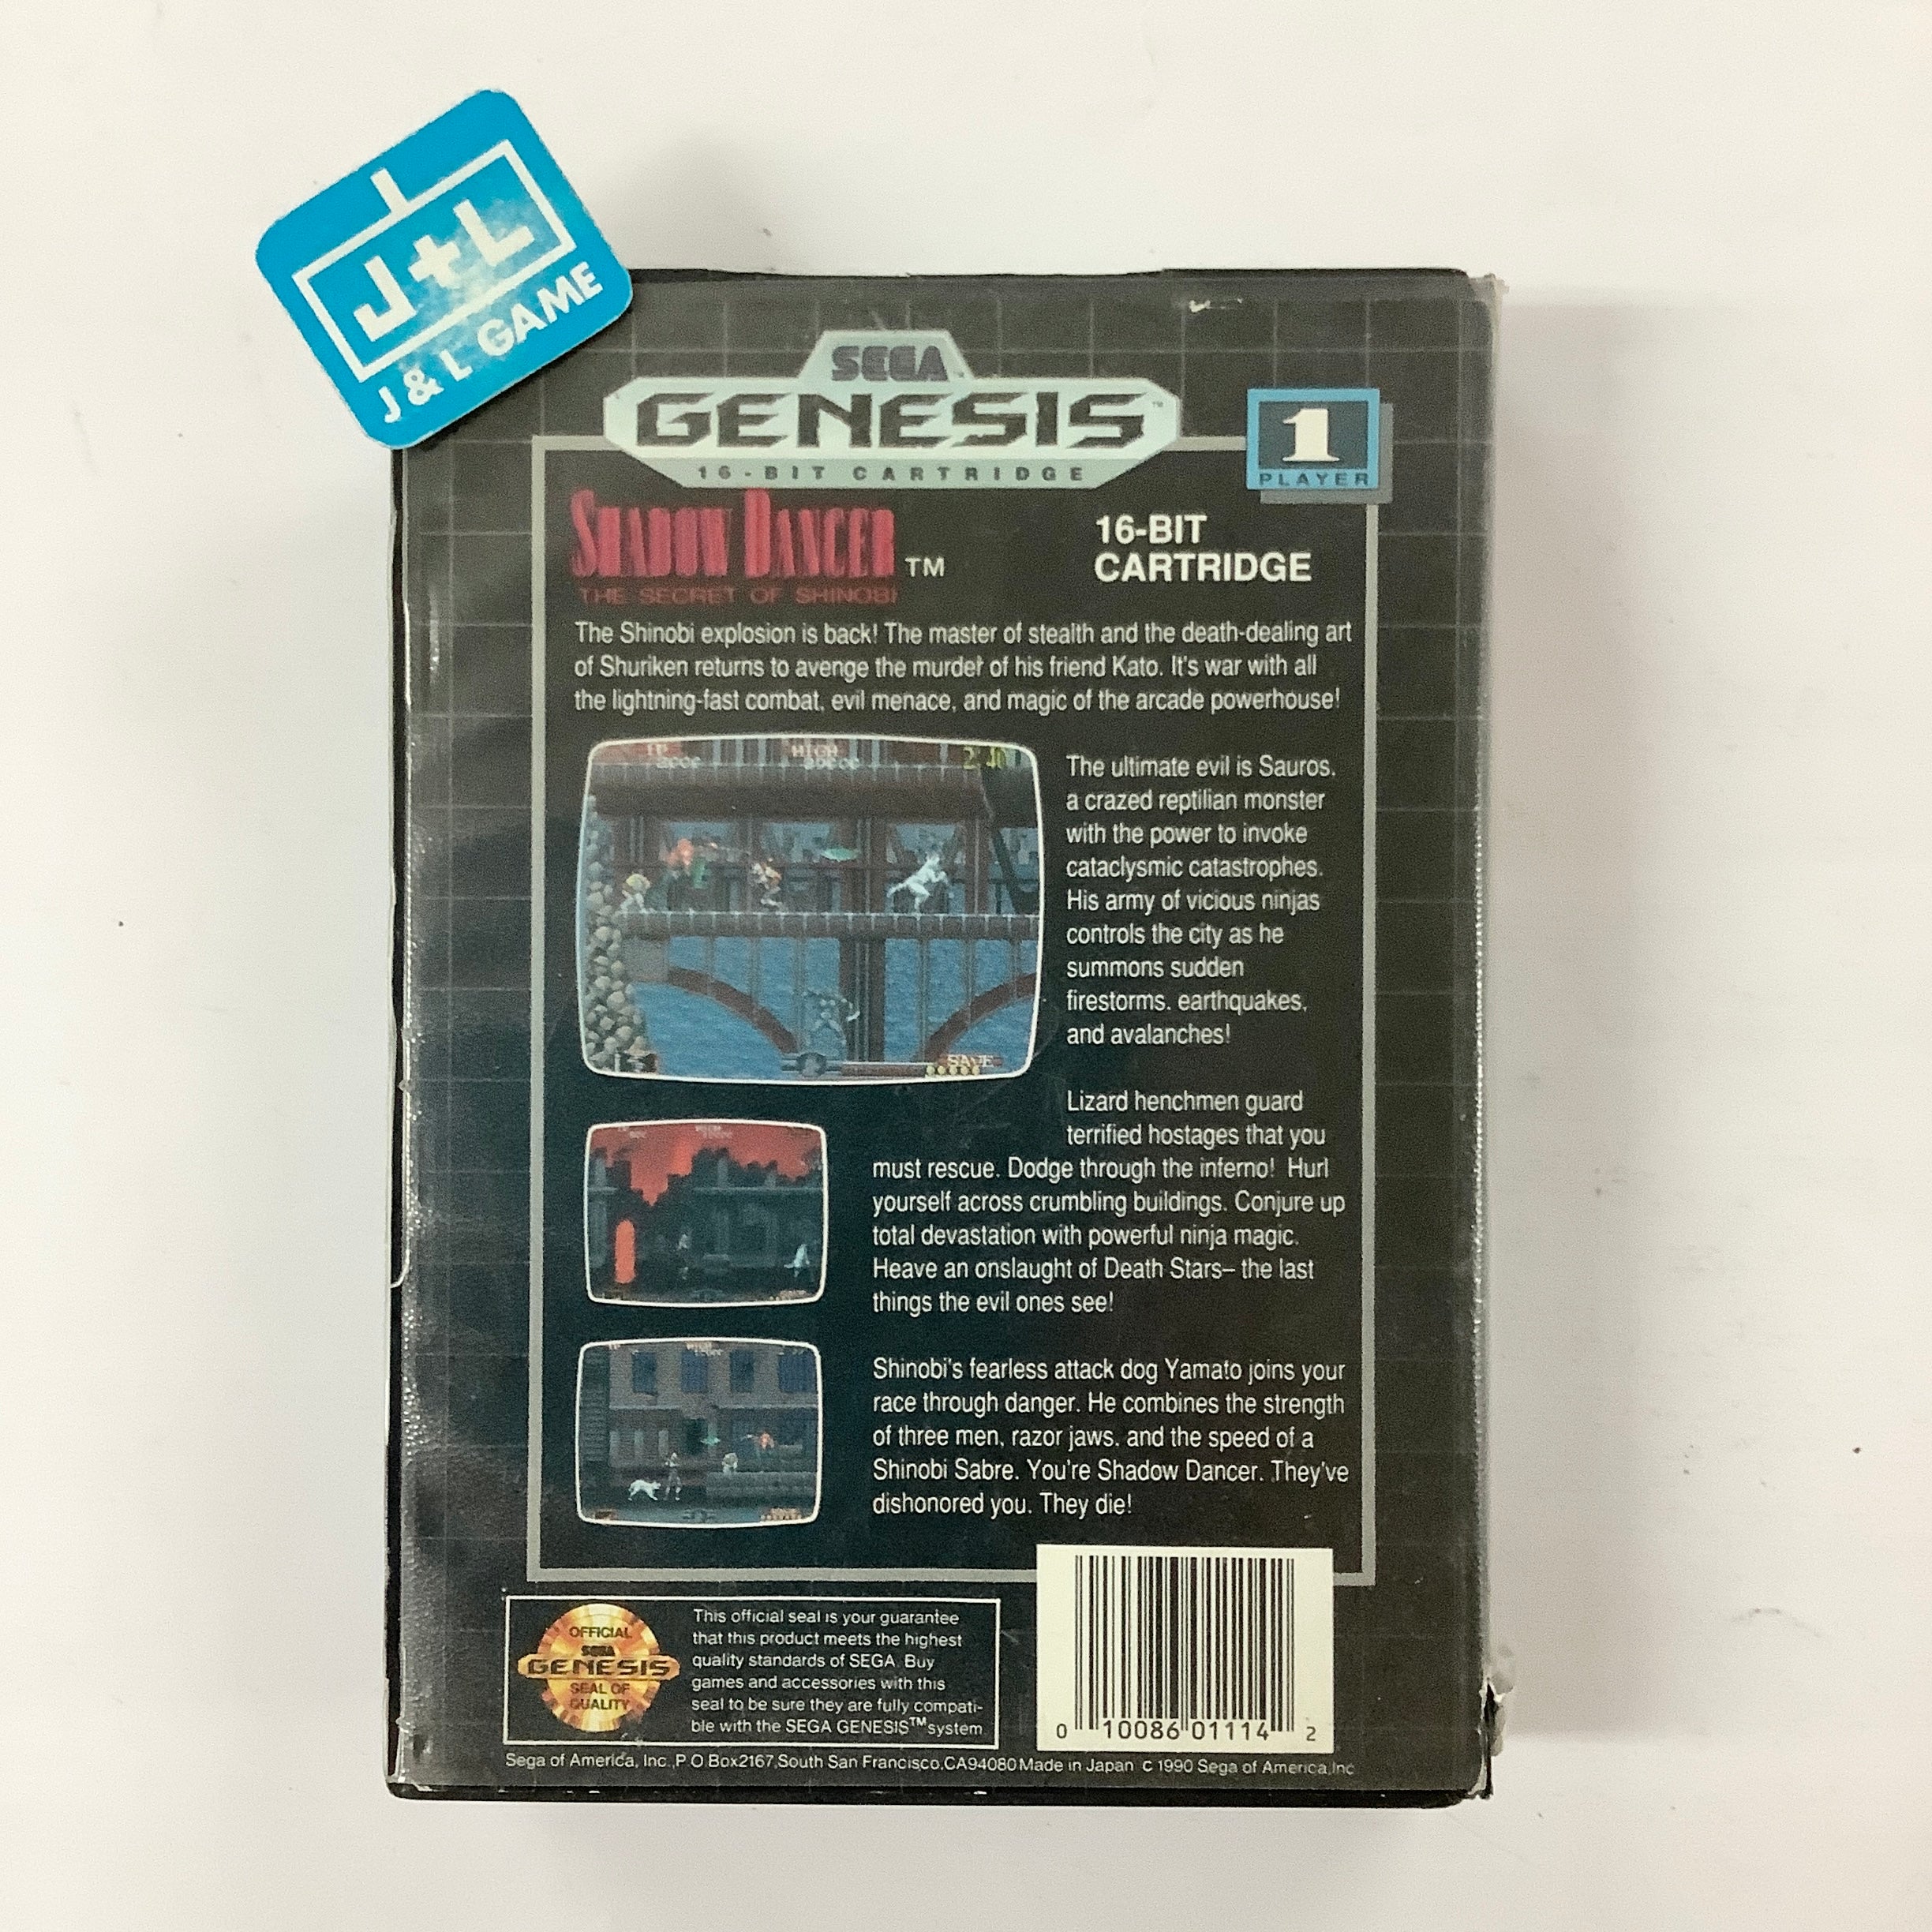 J+L
J & L GAME
SEGA™
GENESIS™
16-BIT CARTRIDGE
1
PLAYER
SHADOW DANCER™
THE SECRET OF SHINOBI
16-BIT
CARTRIDGE
The Shinobi explosion is back! The master of stealth and the death-dealing art
of Shuriken returns to avenge the murder of his friend Kato. It's war with all
the lightning-fast combat, evil menace, and magic of the arcade powerhouse!
1P HIGH 2:40
SAVE
The ultimate evil is Sauros,
a crazed reptilian monster
with the power to invoke
cataclysmic catastrophes.
His army of vicious ninjas
controls the city as he
summons sudden
firestorms, earthquakes,
and avalanches!
Lizard henchmen guard
terrified hostages that you
must rescue. Dodge through the inferno! Hurl
yourself across crumbling buildings. Conjure up
total devastation with powerful ninja magic.
Heave an onslaught of Death Stars– the last
things the evil ones see!
Shinobi's fearless attack dog Yamato joins your
race through danger. He combines the strength
of three men, razor jaws, and the speed of a
Shinobi Sabre. You're Shadow Dancer. They've
dishonored you. They die!
OFFICIAL
SEGA
GENESIS
SEAL OF
QUALITY
This official seal is your guarantee
that this product meets the highest
quality standards of SEGA. Buy
games and accessories with this
seal to be sure they are fully compati-
ble with the SEGA GENESIS™ system.
0 10086 01114 2
Sega of America, Inc., P O Box2167,South San Francisco,CA94080 Made in Japan © 1990 Sega of America,Inc